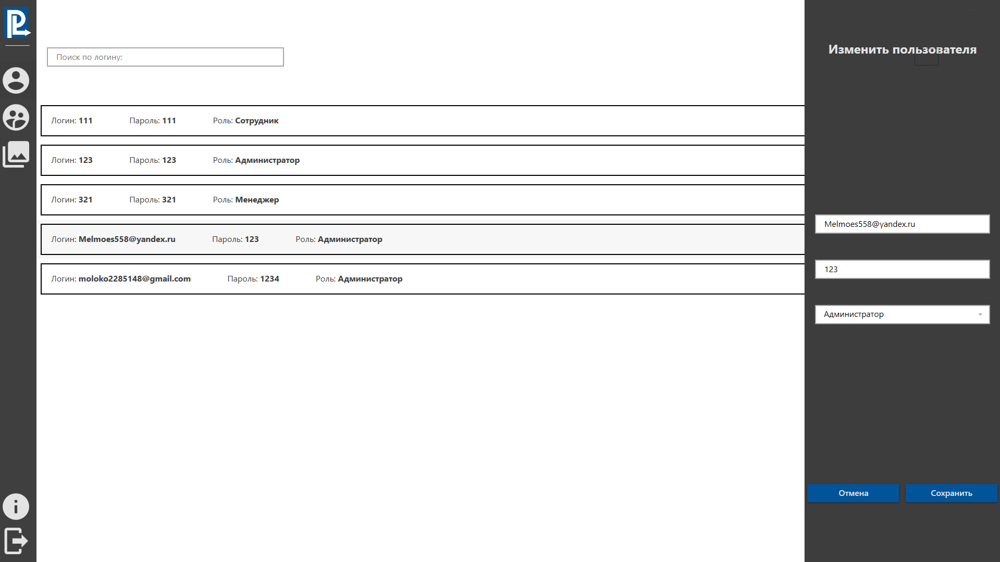 PL
Поиск по логину:
Логин: 111 Пароль: 111 Роль: Сотрудник
Логин: 123 Пароль: 123 Роль: Администратор
Логин: 321 Пароль: 321 Роль: Менеджер
Логин: Melmoes558@yandex.ru Пароль: 123 Роль: Администратор
Логин: moloko2285148@gmail.com Пароль: 1234 Роль: Администратор
Изменить пользователя
Melmoes558@yandex.ru
123
Администратор
Отмена Сохранить